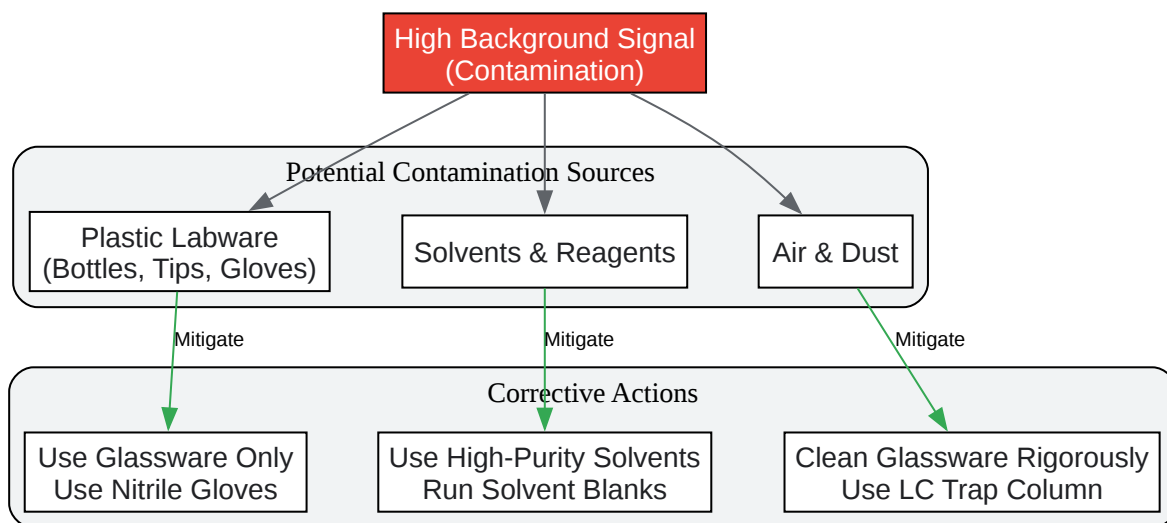 High Background Signal
(Contamination)
Potential Contamination Sources
Plastic Labware
(Bottles, Tips, Gloves)
Solvents & Reagents
Air & Dust
Mitigate
Mitigate
Mitigate
Corrective Actions
Use Glassware Only
Use Nitrile Gloves
Use High-Purity Solvents
Run Solvent Blanks
Clean Glassware Rigorously
Use LC Trap Column